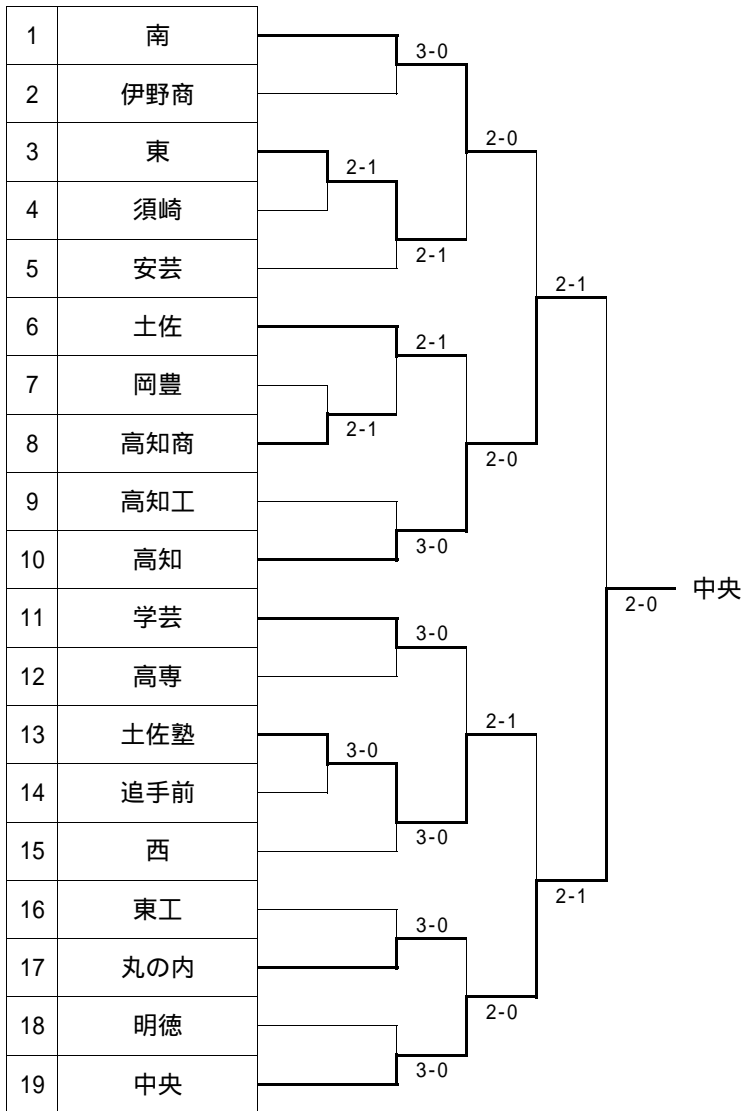 1 南
2 伊野商
3 東
4 須崎
5 安芸
6 土佐
7 岡豊
8 高知商
9 高知工
10 高知
11 学芸
12 高専
13 土佐塾
14 追手前
15 西
16 東工
17 丸の内
18 明徳
19 中央
3-0
2-0
2-1
2-1
2-1
2-1
2-1
2-0
3-0
3-0
2-1
3-0
3-0
2-1
3-0
2-0
3-0
2-0
中央